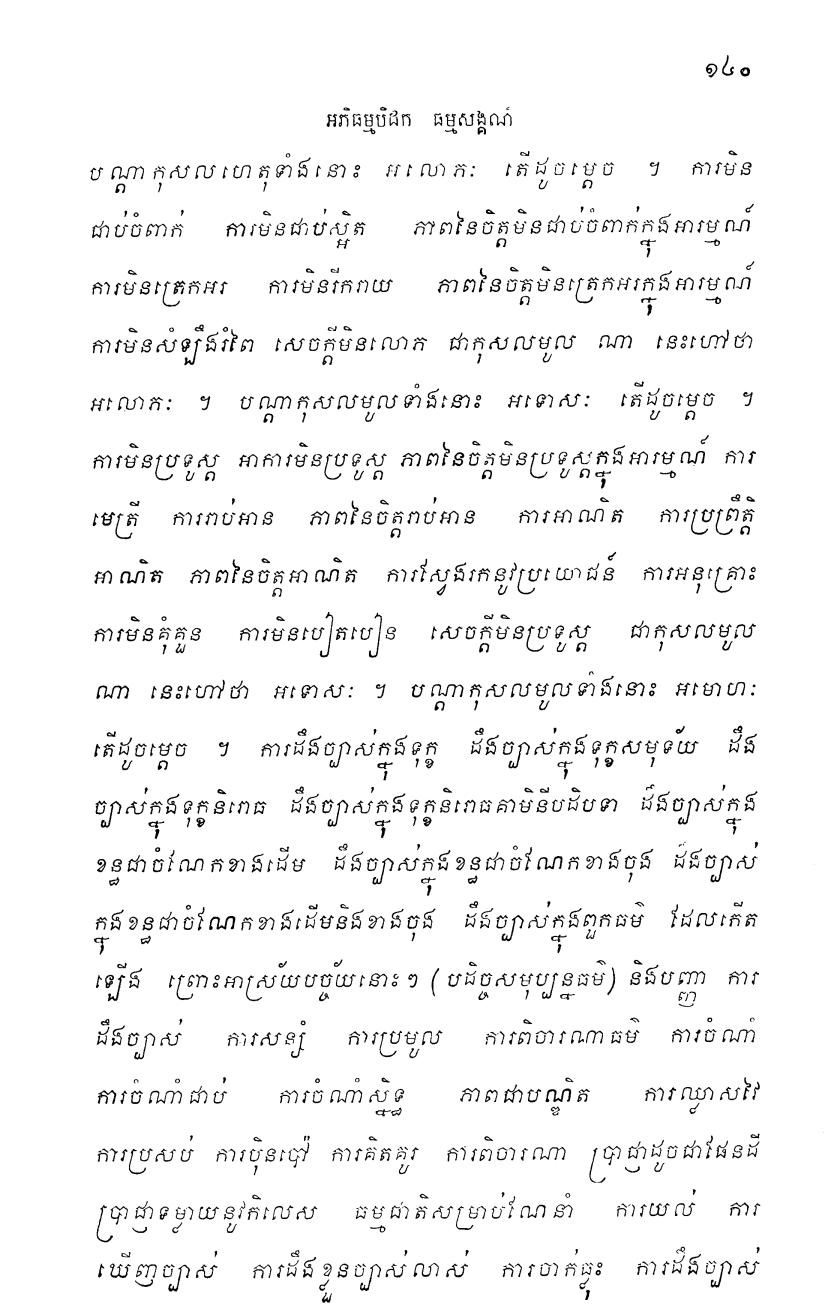 ១៤០
អភិធម្មបិដក ធម្មសង្គណី
បណ្តាកុសលហេតុទាំងនោះ អលោភៈ តើដូចម្តេច ។ ការមិន
ជាប់ចំពាក់ ការមិនជាប់ស្អិត ភាពនៃចិត្តមិនជាប់ចំពាក់ក្នុងអារម្មណ៍
ការមិនត្រេកអរ ការមិនរីករាយ ភាពនៃចិត្តមិនត្រេកអរក្នុងអារម្មណ៍
ការមិនសំឡឹងរំពៃ សេចក្តីមិនលោភ ជាកុសលមូល ណា នេះហៅថា
អលោភៈ ។ បណ្តាកុសលមូលទាំងនោះ អទោសៈ តើដូចម្តេច ។
ការមិនប្រទូស្ត អាការមិនប្រទូស្ត ភាពនៃចិត្តមិនប្រទូស្តក្នុងអារម្មណ៍ ការ
មេត្រី ការរាប់អាន ភាពនៃចិត្តរាប់អាន ការអាណិត ការប្រព្រឹត្តិ
អាណិត ភាពនៃចិត្តអាណិត ការស្វែងរកនូវប្រយោជន៍ ការអនុគ្រោះ
ការមិនគុំគួន ការមិនបៀតបៀន សេចក្តីមិនប្រទូស្ត ជាកុសលមូល
ណា នេះហៅថា អទោសៈ ។ បណ្តាកុសលមូលទាំងនោះ អមោហៈ
តើដូចម្តេច ។ ការដឹងច្បាស់ក្នុងទុក្ខ ដឹងច្បាស់ក្នុងទុក្ខសមុទយ័ ដឹង
ច្បាស់ក្នុងទុក្ខនិរោធ ដឹងច្បាស់ក្នុងទុក្ខនិរោធគាមិនីបដិបទា ដឹងច្បាស់ក្នុង
ខន្ធជាចំណែកខាងដើម ដឹងច្បាស់ក្នុងខន្ធជាចំណែកខាងចុង ដឹងច្បាស់
ក្នុងខន្ធជាចំណែកខាងដើមនិងខាងចុង ដឹងច្បាស់ក្នុងពួកធម៌ ដែលកើត
ឡើង ព្រោះអាស្រ័យបច្ច័យនោះៗ (បដិច្ចសមុប្បន្នធម៌) និងបញ្ញា ការ
ដឹងច្បាស់ ការសន្សំ ការប្រមូល ការពិចារណាធម៌ ការចំណាំ
ការចំណាំជាប់ ការចំណាំស្និទ្ធ ភាពជាបណ្ឌិត ការឈ្លាសវៃ
ការប្រសប់ ការប៉ិនប៉ៅ ការគិតគូរ ការពិចារណា ប្រាជ្ញាដូចជាផែនដី
ប្រាជ្ញាទម្លាយនូវកិលេស ធម្មជាតិសម្រាប់ណែនាំ ការយល់ ការ
ឃើញច្បាស់ ការដឹងខ្លួនច្បាស់លាស់ ការចាក់ធ្លុះ ការដឹងច្បាស់